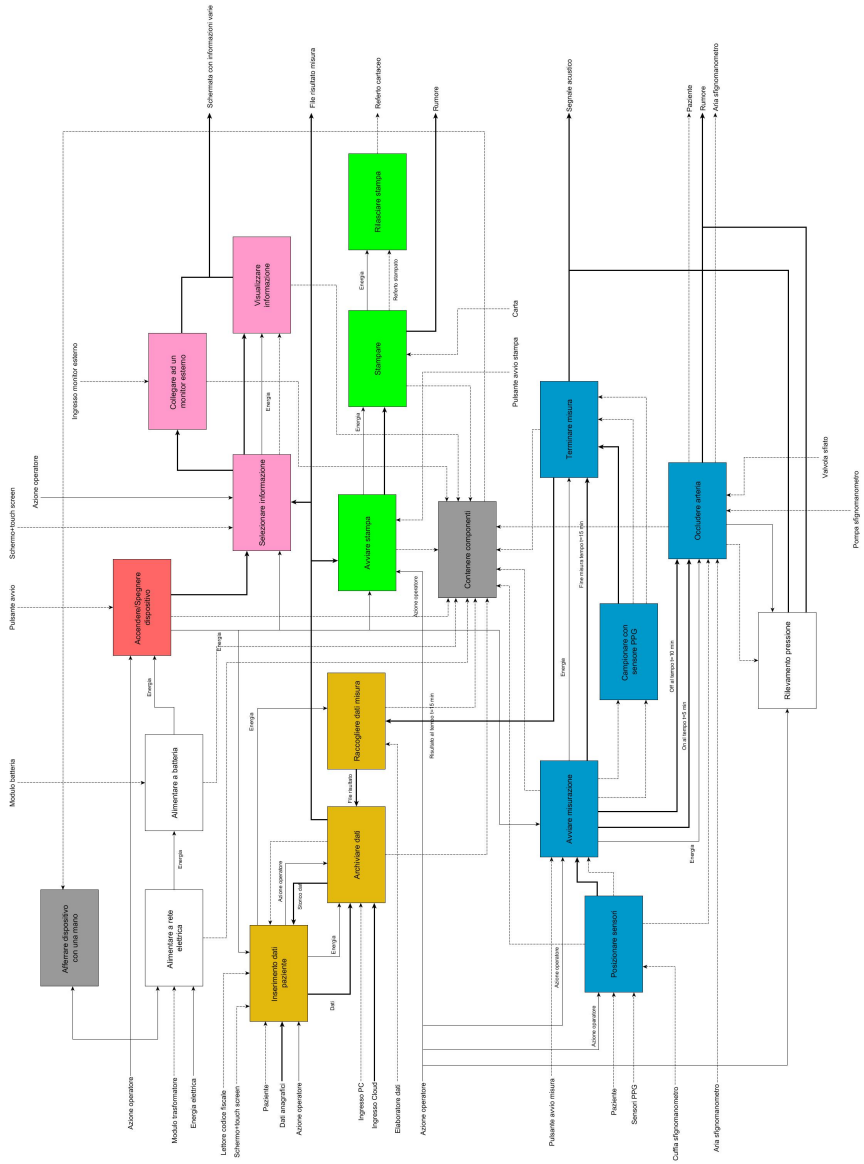 Azione operatore
Modulo trasformatore
Energia elettrica
Lettore codice fiscale
Schermo+touch screen
Paziente
Dati anagrafici
Azione operatore
Ingresso PC
Ingresso Cloud
Elaboratore dati
Azione operatore
Pulsante avvio misura
Paziente
Sensori PPG
Cuffia sfignomanometro
Aria sfignomanometro
Afferrare dispositivo
con una mano
Alimentare a rete
elettrica
Energia
Modulo batteria
Alimentare a batteria
Energia
Pulsante avvio
Accendere/Spegnere
dispositivo
Schermo+touch screen
Azione operatore
Selezionare informazione
Ingresso monitor esterno
Collegare ad un
monitor esterno
Energia
Visualizzare
informazione
Schermata con informazioni varie
File risultato misura
Inserimento dati
paziente
Azione operatore
Storico dati
Energia
Dati
Archiviare dati
File risultato
Energia
Raccogliere dati misura
Risultato al tempo t=15 min
Avviare stampa
Azione operatore
Energia
Stampare
Energia
Referto stampato
Rilasciare stampa
Referto cartaceo
Rumore
Carta
Pulsante avvio stampa
Contenere componenti
Azione operatore
Azione operatore
Posizionare sensori
Avviare misurazione
Energia
Fine misura tempo t=15 min
Campionare con
sensore PPG
Terminare misura
Segnale acustico
Off al tempo t=10 min
On al tempo t=5 min
Energia
Occludere arteria
Paziente
Rumore
Aria sfignomanometro
Rilevamento pressione
Valvola sfiato
Pompa sfignomanometro